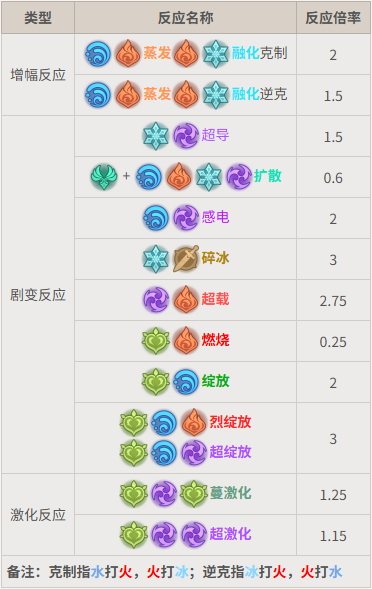 类型 反应名称 反应倍率
增幅反应
蒸发 融化克制 2
蒸发 融化逆克 1.5
剧变反应
超导 1.5
+ 扩散 0.6
感电 2
碎冰 3
超载 2.75
燃烧 0.25
绽放 2
烈绽放
超绽放
3
激化反应
蔓激化 1.25
超激化 1.15
备注：克制指水打火，火打冰；逆克指冰打火，火打水